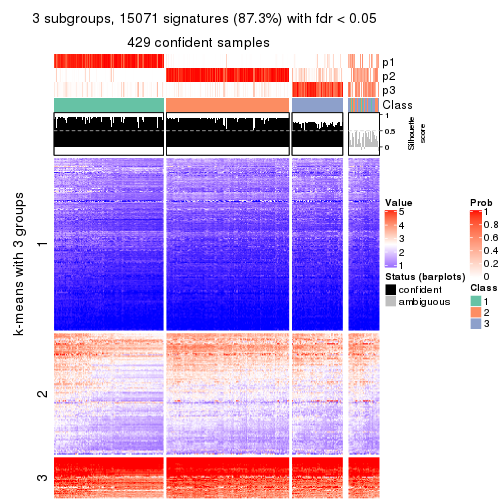 3 subgroups, 15071 signatures (87.3%) with fdr < 0.05
429 confident samples
p1
p2
p3
Class
1
0.5
0
Silhouette
score
k-means with 3 groups
1
2
3
Value
5
4
3
2
1
Status (barplots)
confident
ambiguous
Prob
1
0.8
0.6
0.4
0.2
0
Class
1
2
3